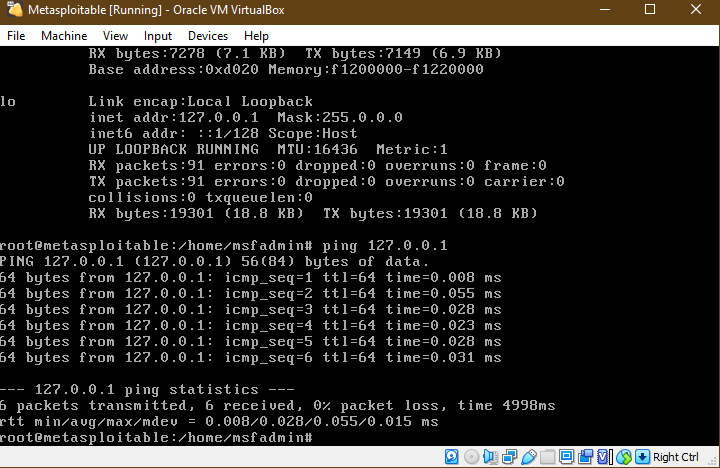 Metasploitable [Running] - Oracle VM VirtualBox
File Machine View Input Devices Help
RX bytes:7278 (7.1 KB) TX bytes:7149 (6.9 KB)
Base address:0xd020 Memory:f1200000-f1220000
lo Link encap:Local Loopback
inet addr:127.0.0.1 Mask:255.0.0.0
inet6 addr: ::1/128 Scope:Host
UP LOOPBACK RUNNING MTU:16436 Metric:1
RX packets:91 errors:0 dropped:0 overruns:0 frame:0
TX packets:91 errors:0 dropped:0 overruns:0 carrier:0
collisions:0 txqueuelen:0
RX bytes:19301 (18.8 KB) TX bytes:19301 (18.8 KB)
root@metasploitable:/home/msfadmin# ping 127.0.0.1
PING 127.0.0.1 (127.0.0.1) 56(84) bytes of data.
64 bytes from 127.0.0.1: icmp_seq=1 ttl=64 time=0.008 ms
64 bytes from 127.0.0.1: icmp_seq=2 ttl=64 time=0.055 ms
64 bytes from 127.0.0.1: icmp_seq=3 ttl=64 time=0.028 ms
64 bytes from 127.0.0.1: icmp_seq=4 ttl=64 time=0.023 ms
64 bytes from 127.0.0.1: icmp_seq=5 ttl=64 time=0.028 ms
64 bytes from 127.0.0.1: icmp_seq=6 ttl=64 time=0.031 ms
--- 127.0.0.1 ping statistics ---
6 packets transmitted, 6 received, 0% packet loss, time 4998ms
rtt min/avg/max/mdev = 0.008/0.028/0.055/0.015 ms
root@metasploitable:/home/msfadmin#
Right Ctrl